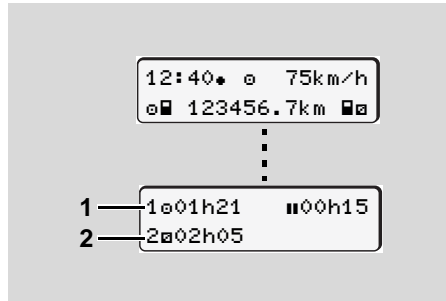 12:40● ⊙ 75km/h
⊙🂠 123456.7km 🂠⧄
1 1⊙01h21 ⏸00h15
2 2⧄02h05